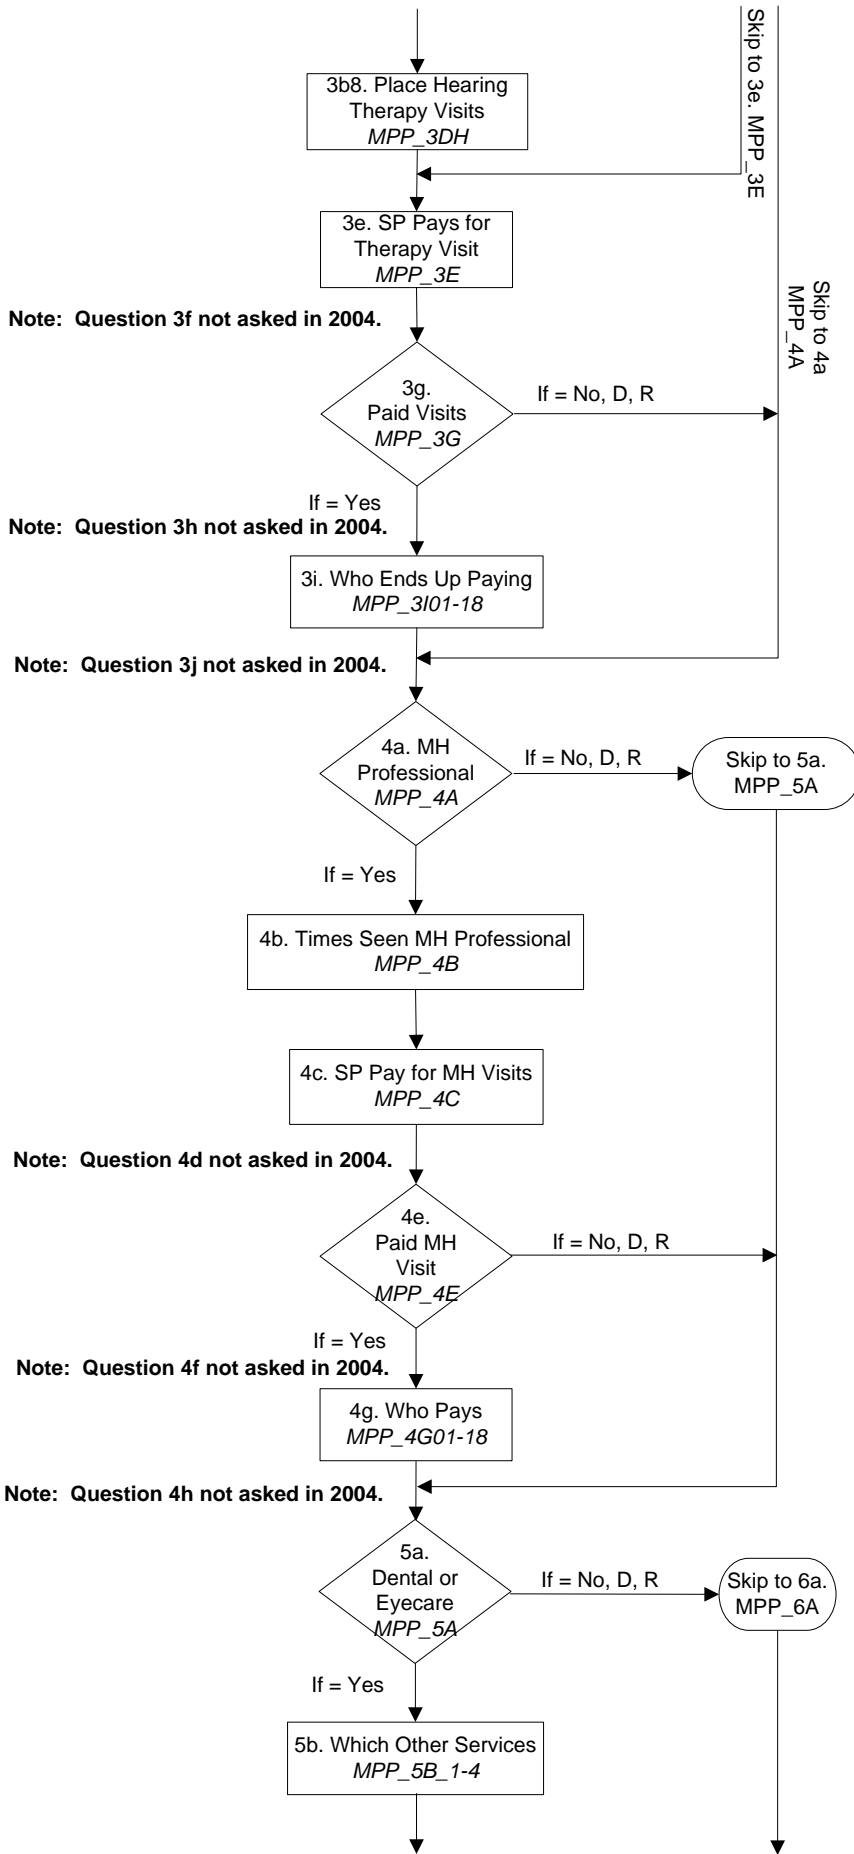 3b8. Place Hearing
Therapy Visits
MPP_3DH
Skip to 3e. MPP_3E
3e. SP Pays for
Therapy Visit
MPP_3E
Skip to 4a
MPP_4A
Note:  Question 3f not asked in 2004.
3g.
Paid Visits
MPP_3G
If = No, D, R
If = Yes
Note:  Question 3h not asked in 2004.
3i. Who Ends Up Paying
MPP_3I01-18
Note:  Question 3j not asked in 2004.
4a. MH
Professional
MPP_4A
If = No, D, R
Skip to 5a.
MPP_5A
If = Yes
4b. Times Seen MH Professional
MPP_4B
4c. SP Pay for MH Visits
MPP_4C
Note:  Question 4d not asked in 2004.
4e.
Paid MH
Visit
MPP_4E
If = No, D, R
If = Yes
Note:  Question 4f not asked in 2004.
4g. Who Pays
MPP_4G01-18
Note:  Question 4h not asked in 2004.
5a.
Dental or
Eyecare
MPP_5A
If = No, D, R
Skip to 6a.
MPP_6A
If = Yes
5b. Which Other Services
MPP_5B_1-4